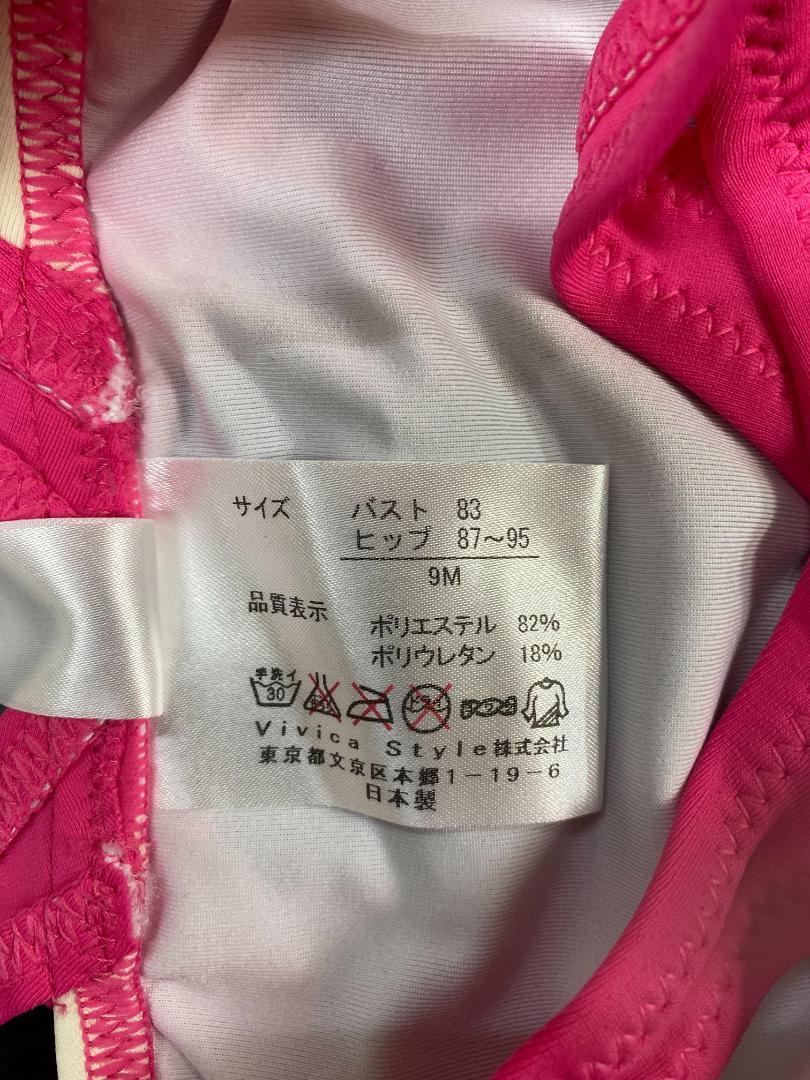 サイズ バスト 83
ヒップ 87～95
9M
品質表示
ポリエステル 82%
ポリウレタン 18%
手洗イ
30
Vivica Style株式会社
東京都文京区本郷1-19-6
日本製